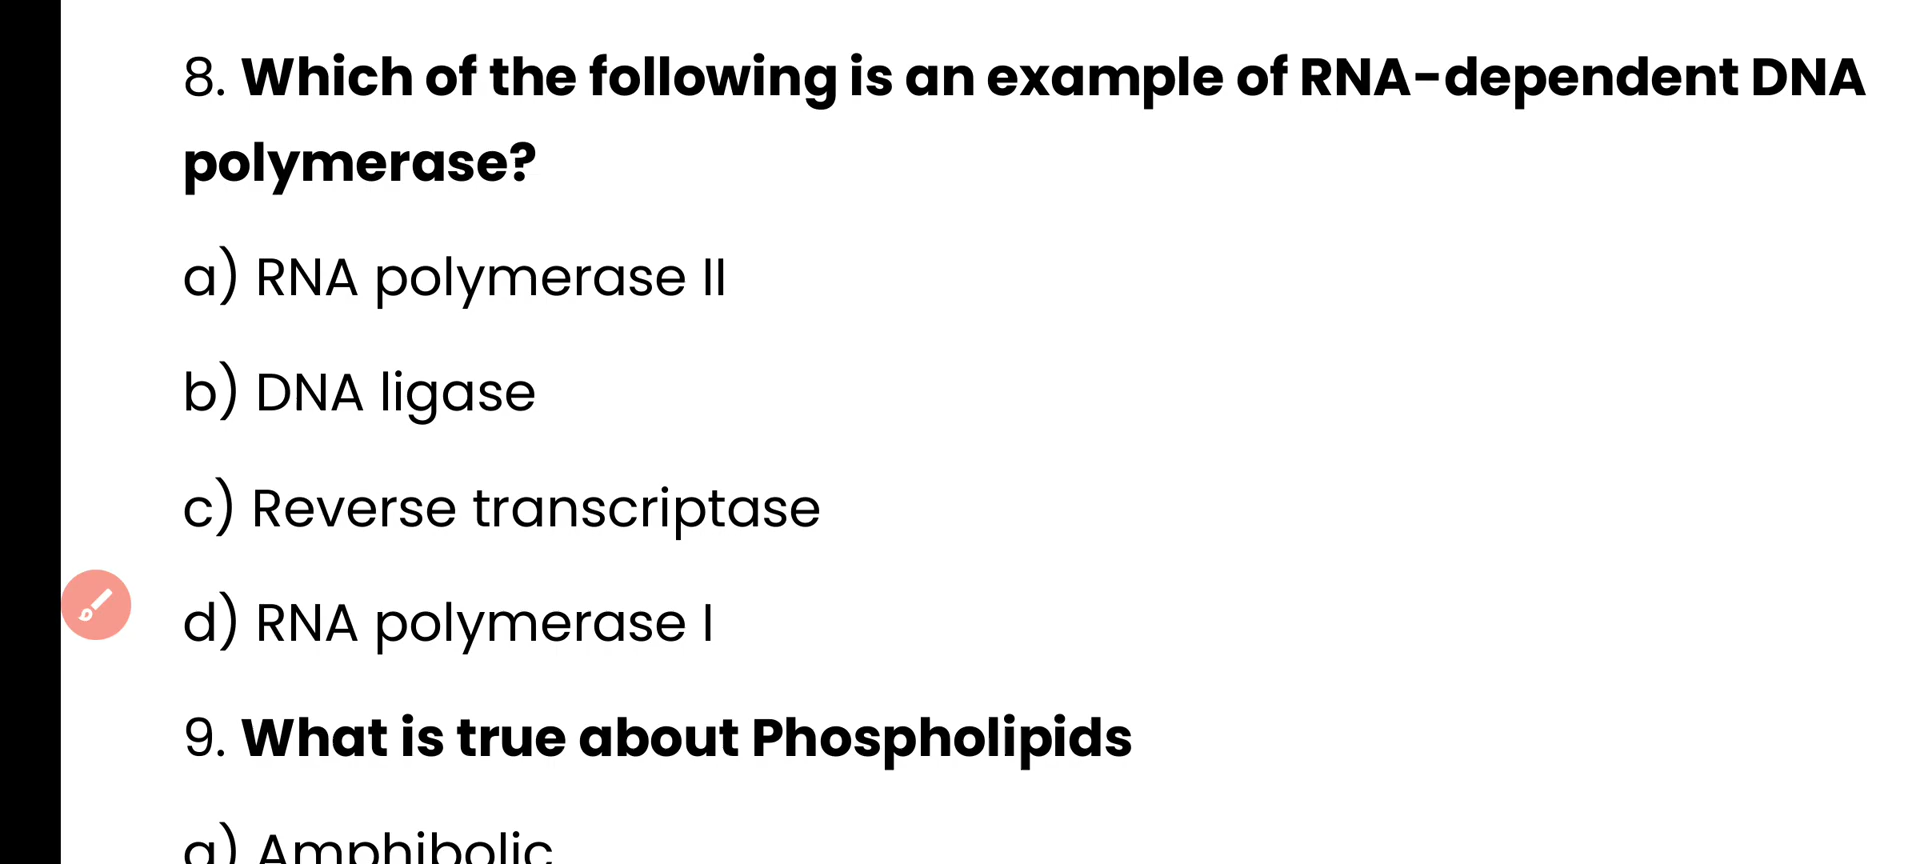 8. Which of the following is an example of RNA-dependent DNA
polymerase?
a) RNA polymerase II
b) DNA ligase
c) Reverse transcriptase
d) RNA polymerase I
9. What is true about Phospholipids
a) Amphibolic